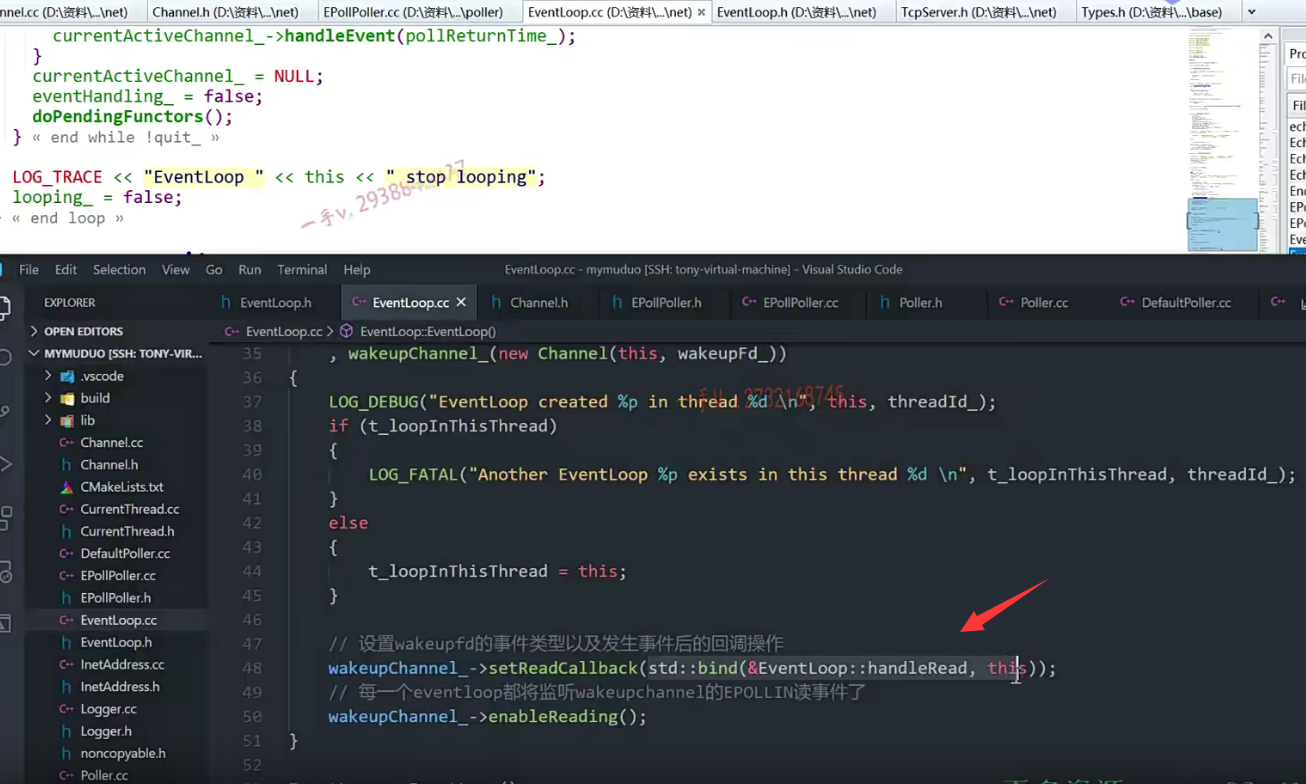 nnel.cc (D:\资料\...\net)
Channel.h (D:\资料\...\net)
EPollPoller.cc (D:\资料\...\poller)
EventLoop.cc (D:\资料\...\net)
EventLoop.h (D:\资料\...\net)
TcpServer.h (D:\资料\...\net)
Types.h (D:\资料\...\base)
currentActiveChannel_->handleEvent(pollReturnTime_);
}
currentActiveChannel_ = NULL;
eventHandling_ = false;
doPendingFunctors();
} « end while !quit_ »
LOG_TRACE << "EventLoop " << this << " stop looping";
looping_ = false;
« end loop »
File Edit Selection View Go Run Terminal Help
EventLoop.cc - mymuduo [SSH: tony-virtual-machine] - Visual Studio Code
EXPLORER
EventLoop.h
EventLoop.cc
Channel.h
EPollPoller.h
EPollPoller.cc
Poller.h
Poller.cc
DefaultPoller.cc
OPEN EDITORS
MYMUDUO [SSH: TONY-VIR...
.vscode
build
lib
Channel.cc
Channel.h
CMakeLists.txt
CurrentThread.cc
CurrentThread.h
DefaultPoller.cc
EPollPoller.cc
EPollPoller.h
EventLoop.cc
EventLoop.h
InetAddress.cc
InetAddress.h
Logger.cc
Logger.h
noncopyable.h
Poller.cc
EventLoop.cc > EventLoop::EventLoop()
35 , wakeupChannel_(new Channel(this, wakeupFd_))
36 {
37 LOG_DEBUG("EventLoop created %p in thread %d \n", this, threadId_);
38 if (t_loopInThisThread)
39 {
40 LOG_FATAL("Another EventLoop %p exists in this thread %d \n", t_loopInThisThread, threadId_);
41 }
42 else
43 {
44 t_loopInThisThread = this;
45 }
46
47 // 设置wakeupfd的事件类型以及发生事件后的回调操作
48 wakeupChannel_->setReadCallback(std::bind(&EventLoop::handleRead, this));
49 // 每一个eventloop都将监听wakeupchannel的EPOLLIN读事件了
50 wakeupChannel_->enableReading();
51 }
52